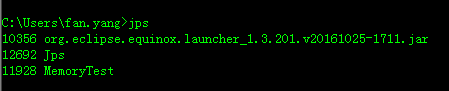 C:\Users\fan.yang>jps
10356 org.eclipse.equinox.launcher_1.3.201.v20161025-1711.jar
12692 Jps
11928 MemoryTest